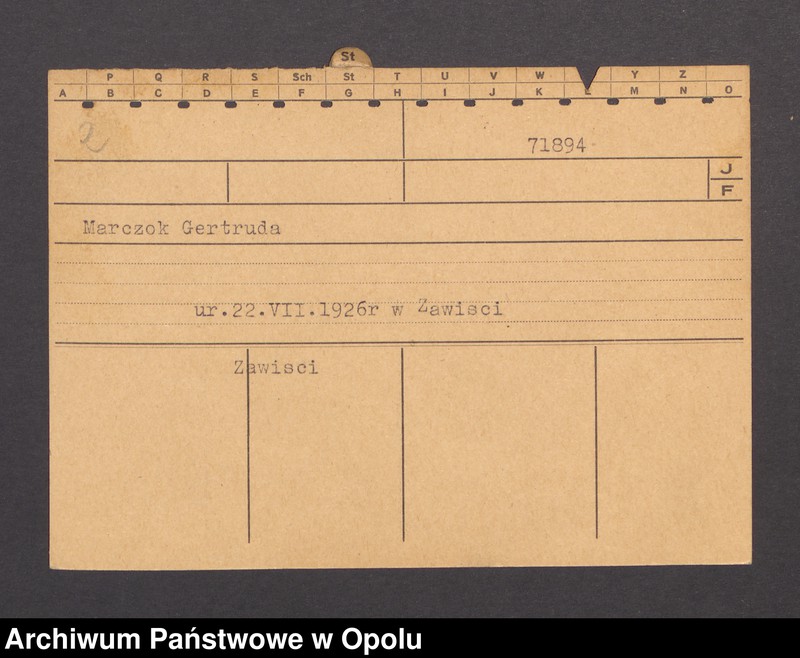 St
P Q R S Sch St T U V W Y Z
A B C D E F G H I J K L M N O
2
71894
J
F
Marczok Gertruda
ur.22.VII.1926r w Zawisci
Zawisci
Archiwum Państwowe w Opolu